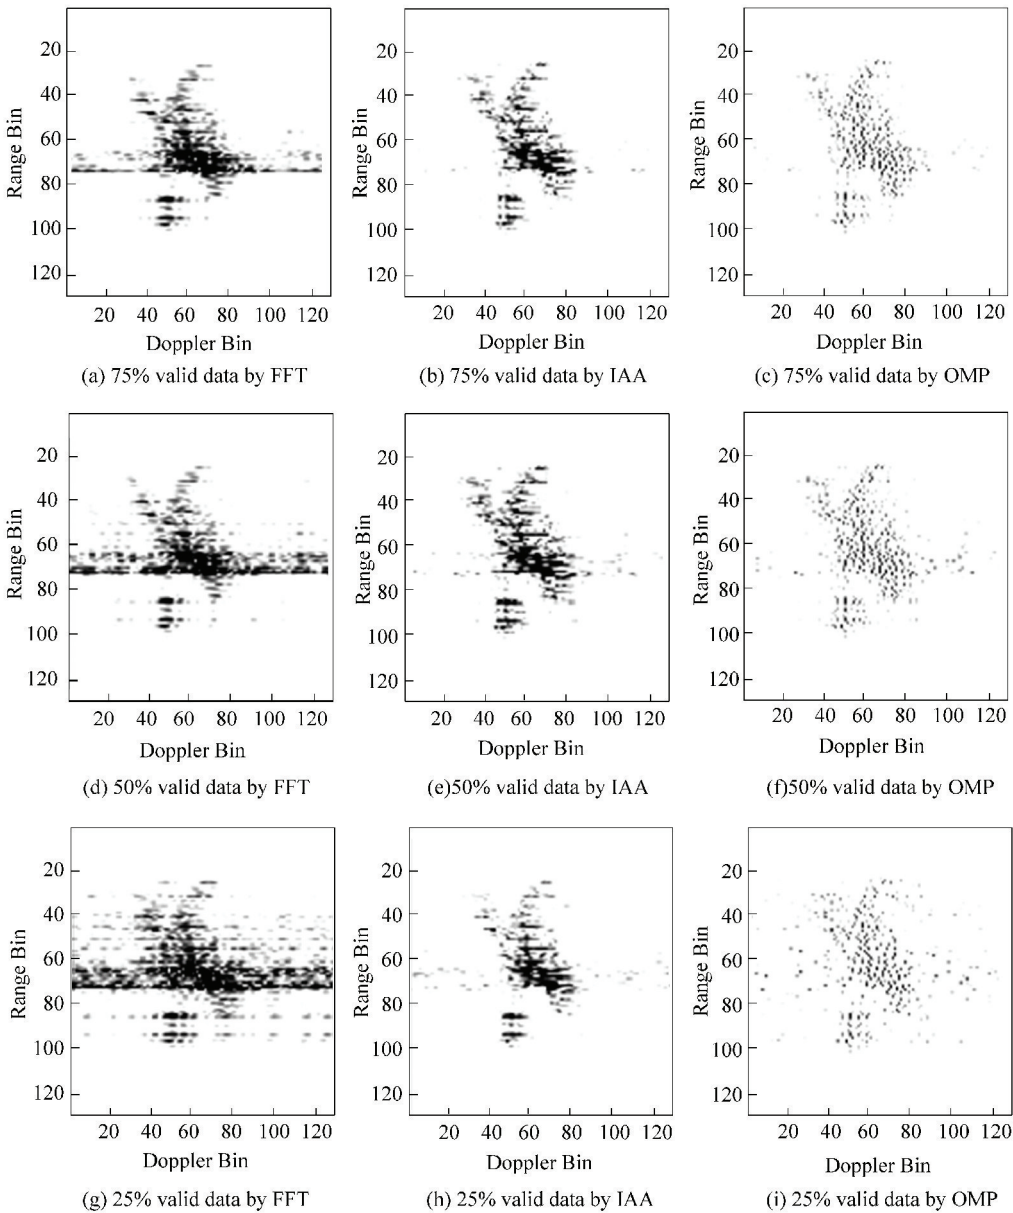 20
40
60
80
100
120
Range Bin
20 40 60 80 100 120
Doppler Bin
(a) 75% valid data by FFT
20
40
60
80
100
120
Range Bin
20 40 60 80 100 120
Doppler Bin
(b) 75% valid data by IAA
20
40
60
80
100
120
Range Bin
20 40 60 80 100 120
Doppler Bin
(c) 75% valid data by OMP
20
40
60
80
100
120
Range Bin
20 40 60 80 100 120
Doppler Bin
(d) 50% valid data by FFT
20
40
60
80
100
120
Range Bin
20 40 60 80 100 120
Doppler Bin
(e)50% valid data by IAA
20
40
60
80
100
120
Range Bin
20 40 60 80 100 120
Doppler Bin
(f)50% valid data by OMP
20
40
60
80
100
120
Range Bin
20 40 60 80 100 120
Doppler Bin
(g) 25% valid data by FFT
20
40
60
80
100
120
Range Bin
20 40 60 80 100 120
Doppler Bin
(h) 25% valid data by IAA
20
40
60
80
100
120
Range Bin
20 40 60 80 100 120
Doppler Bin
(i) 25% valid data by OMP